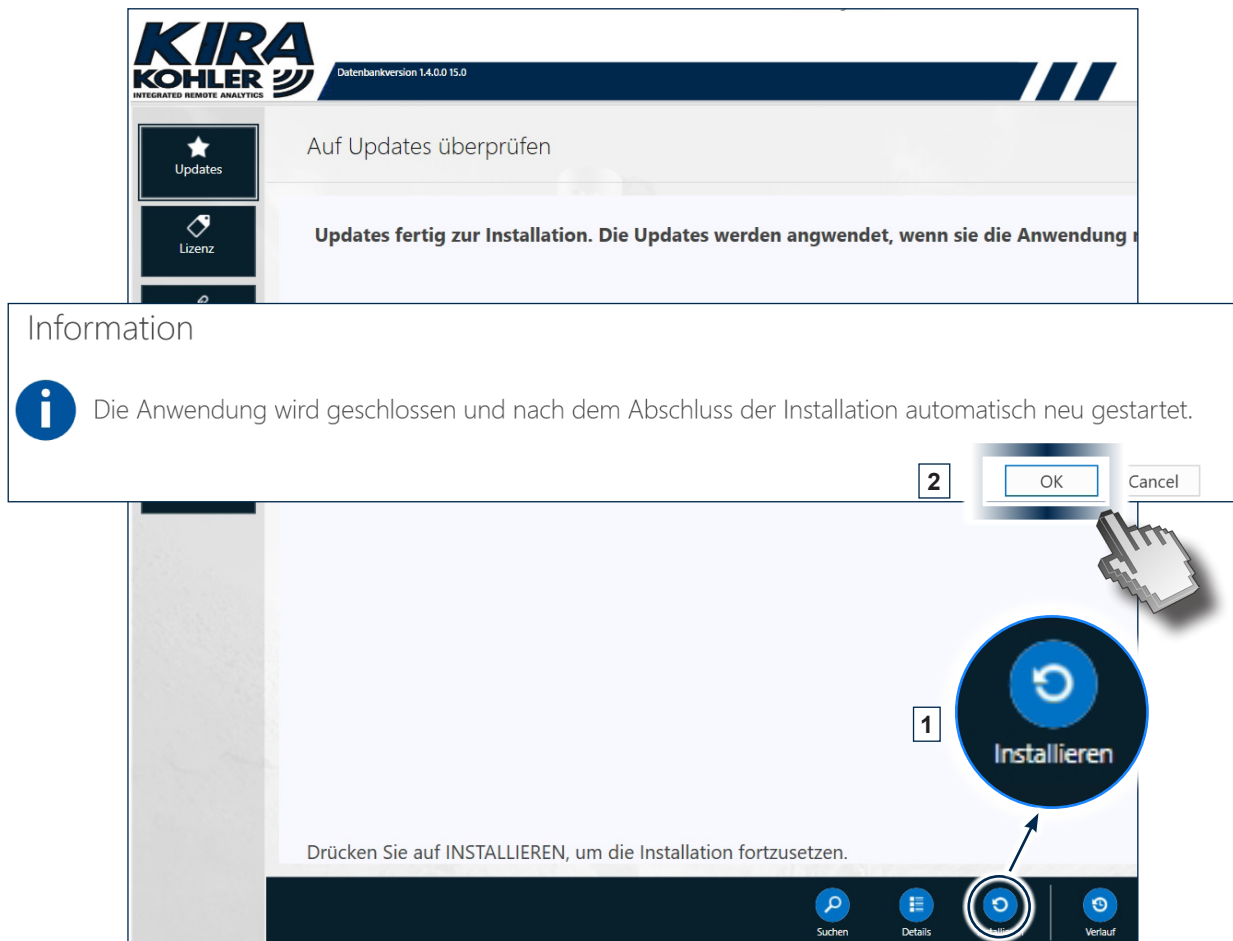 KIRA
KOHLER
INTEGRATED REMOTE ANALYTICS
Datenbankversion 1.4.0.0 15.0
Updates
Auf Updates überprüfen
Lizenz
Updates fertig zur Installation. Die Updates werden angwendet, wenn sie die Anwendung
Information
i
Die Anwendung wird geschlossen und nach dem Abschluss der Installation automatisch neu gestartet.
2
OK
Cancel
1
Installieren
Drücken Sie auf INSTALLIEREN, um die Installation fortzusetzen.
Suchen
Details
Verlauf